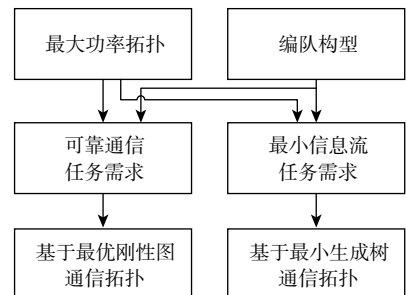 最大功率拓扑
编队构型
可靠通信
任务需求
最小信息流
任务需求
基于最优刚性图
通信拓扑
基于最小生成树
通信拓扑